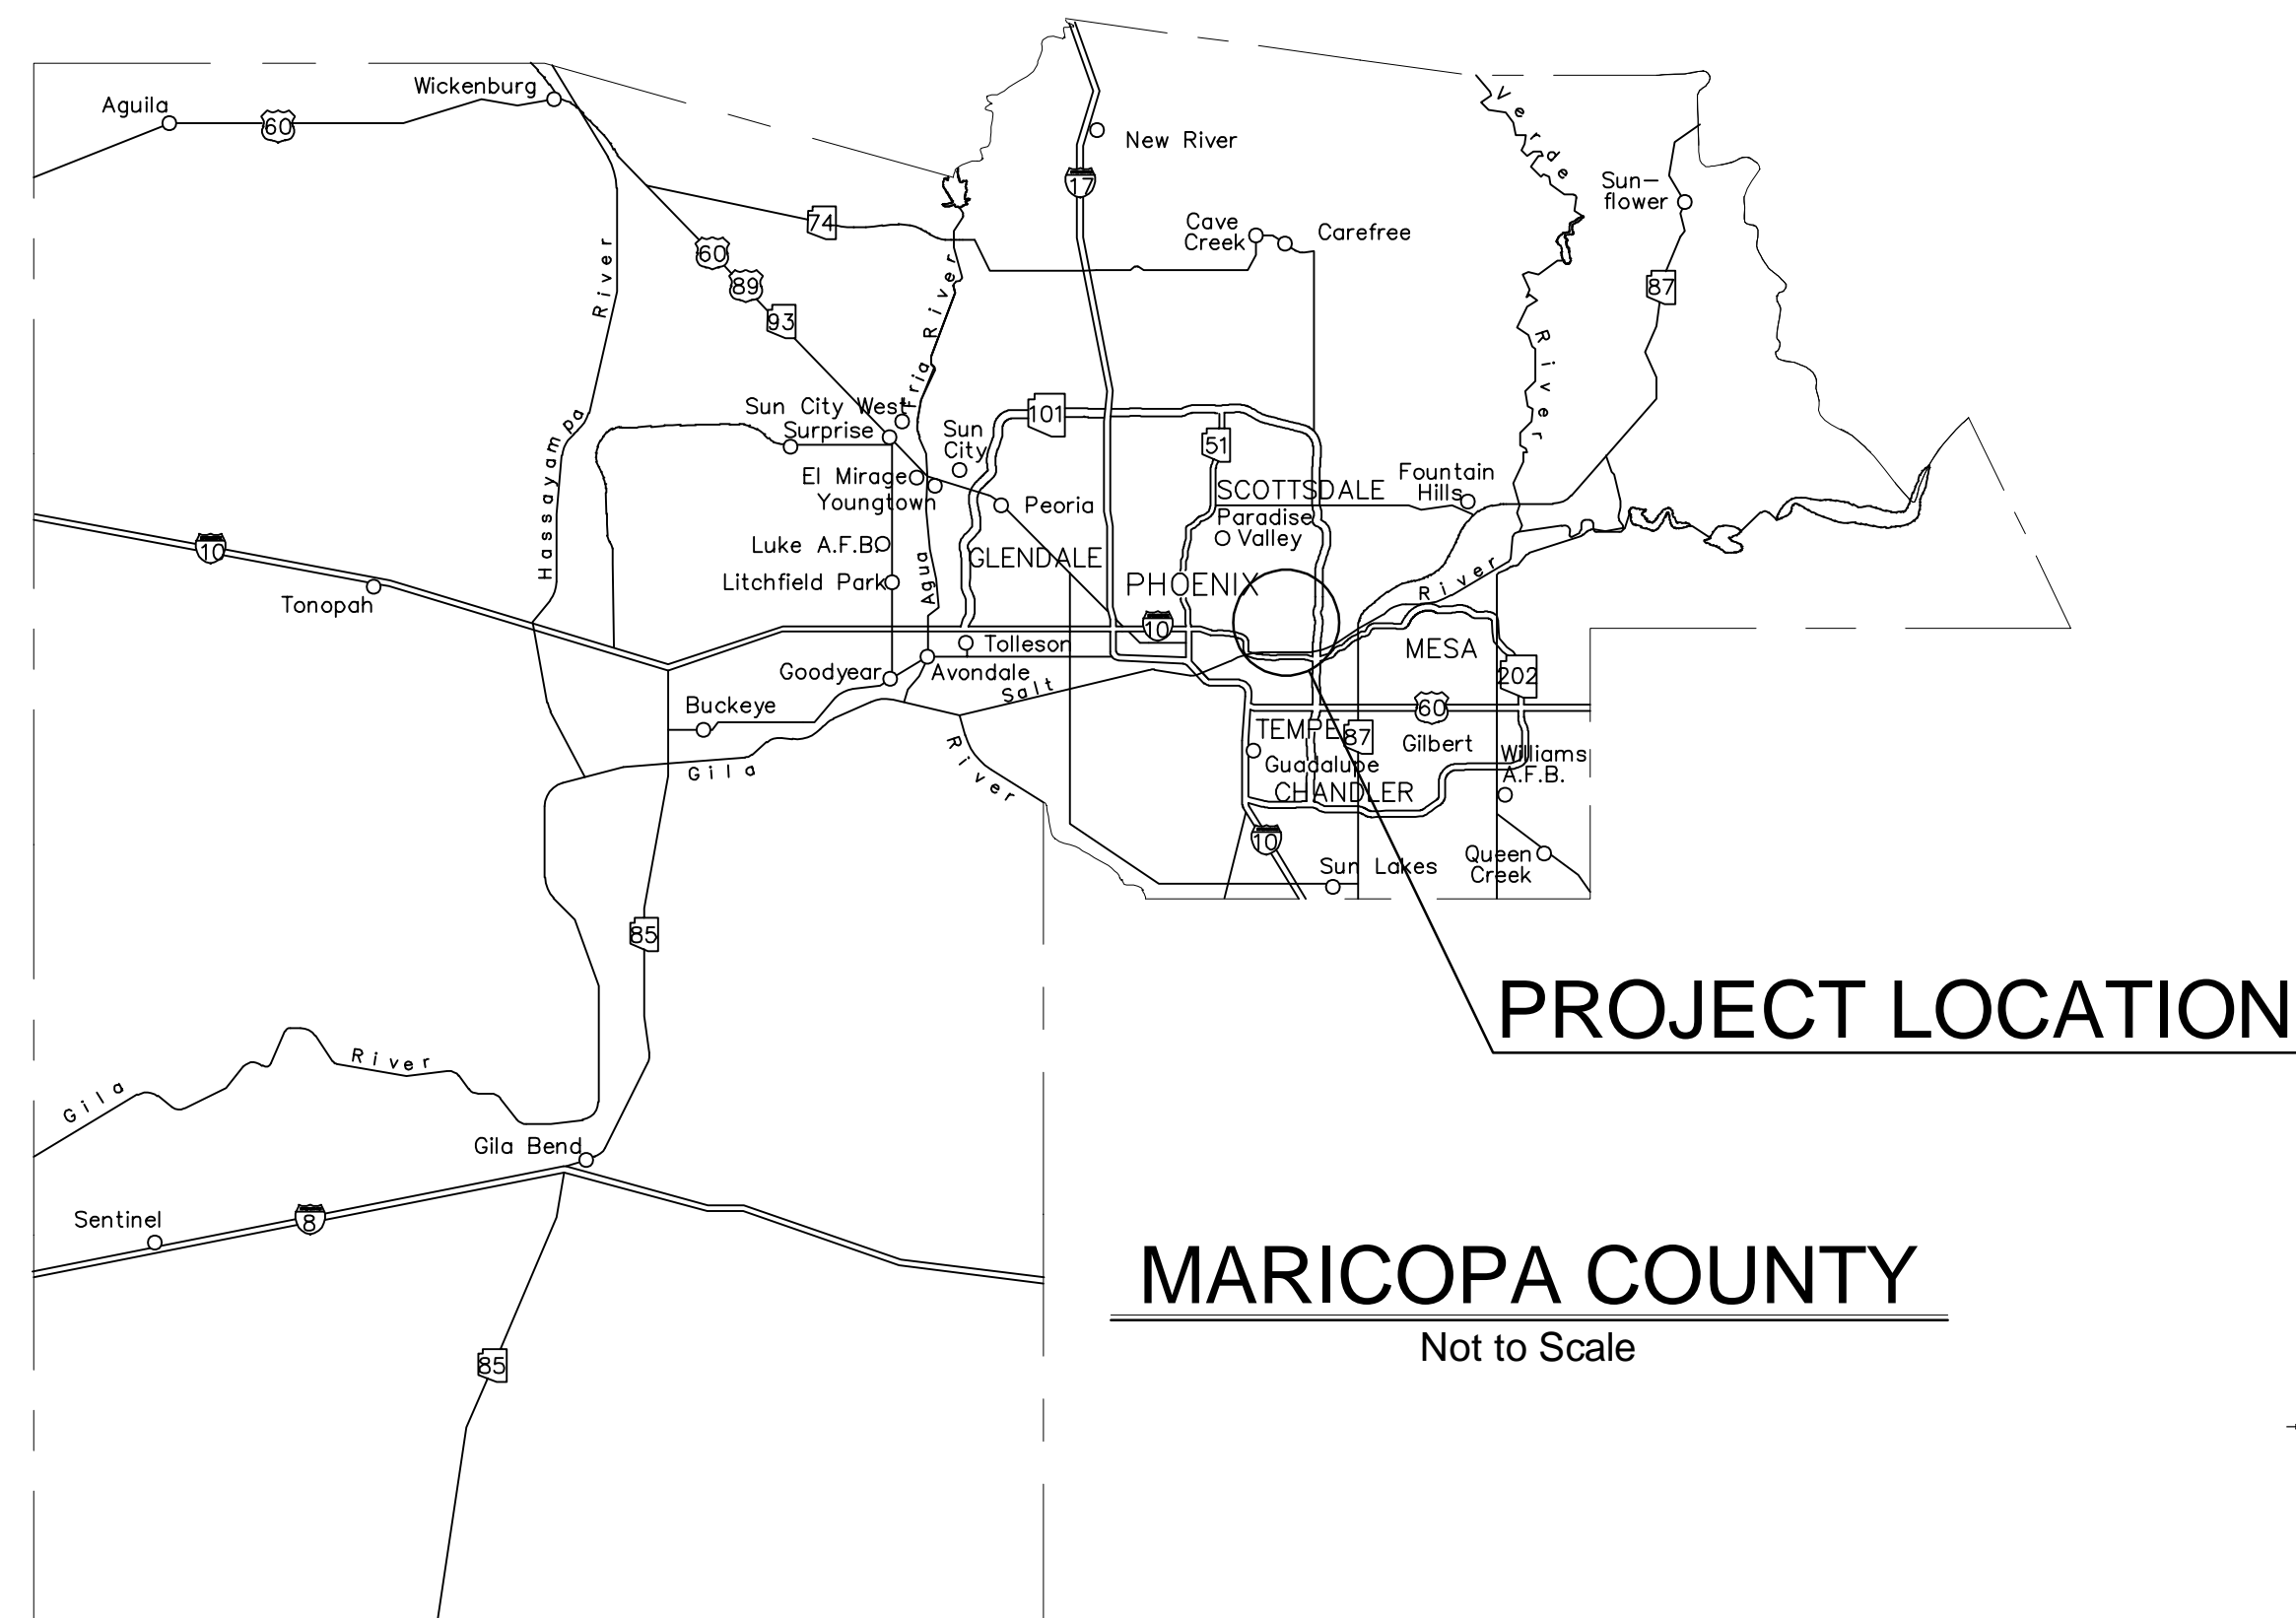 Wickenburg
Aguila
60
New River
17
Verde
Sun-
flower
74
Cave
Creek
Carefree
60
89
93
River
River
87
River
Sun City West
Fria
101
Surprise
Sun
City
51
Hassayampa
El Mirage
Youngtown
Peoria
SCOTTSDALE
Fountain
Hills
Paradise
Valley
Luke A.F.B.
GLENDALE
10
Litchfield Park
Agua
PHOENIX
River
Tonopah
10
Tolleson
MESA
Goodyear
Avondale
Salt
202
Buckeye
60
TEMPE
87
Gilbert
Williams
A.F.B.
Gila
River
Guadalupe
CHANDLER
10
Sun Lakes
Queen
Creek
85
PROJECT LOCATION
River
Gila
Gila Bend
Sentinel
8
MARICOPA COUNTY
Not to Scale
85